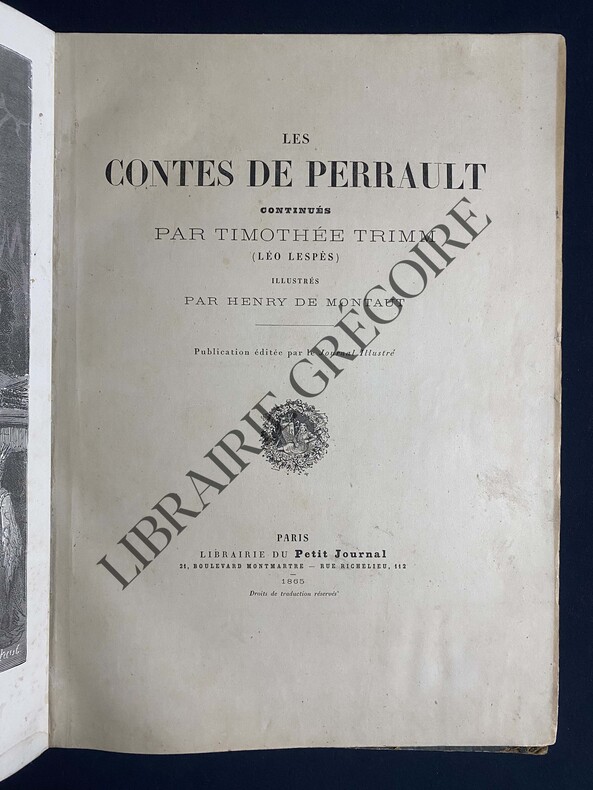 LES
CONTES DE PERRAULT
CONTINUÉS
PAR TIMOTHÉE TRIMM
(LÉO LESPÈS)
ILLUSTRÉS
PAR HENRY DE MONTAUT
Publication éditée par le Journal Illustré
PARIS
LIBRAIRIE DU Petit Journal
21, BOULEVARD MONTMARTRE — RUE RICHELIEU, 112
1865
Droits de traduction réservés
LIBRAIRIE GRÉGOIRE